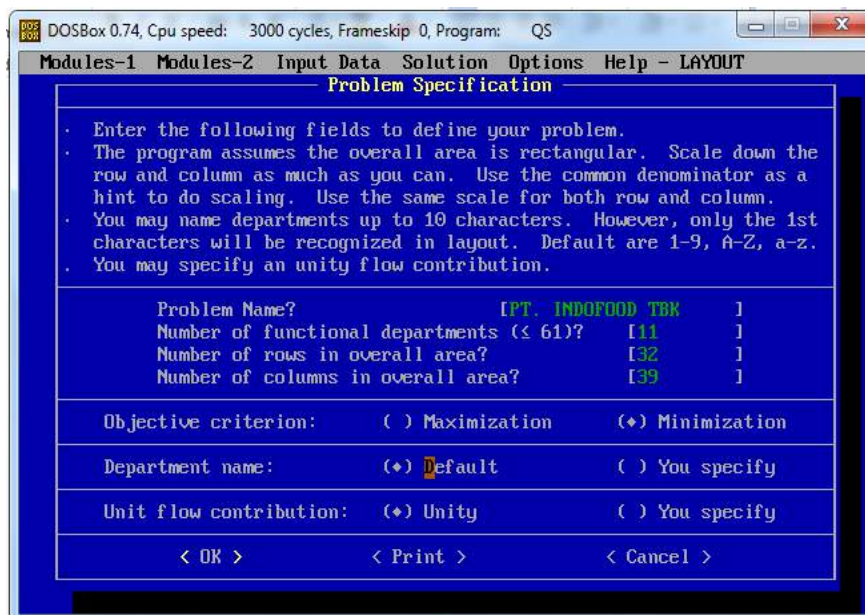 DOSBox 0.74, Cpu speed: 3000 cycles, Frameskip 0, Program: QS
Modules-1 Modules-2 Input Data Solution Options Help - LAYOUT
Problem Specification
· Enter the following fields to define your problem.
· The program assumes the overall area is rectangular. Scale down the
row and column as much as you can. Use the common denominator as a
hint to do scaling. Use the same scale for both row and column.
· You may name departments up to 10 characters. However, only the 1st
characters will be recognized in layout. Default are 1-9, A-Z, a-z.
. You may specify an unity flow contribution.
Problem Name? [PT. INDOFOOD TBK ]
Number of functional departments (≤ 61)? [11 ]
Number of rows in overall area? [32 ]
Number of columns in overall area? [39 ]
Objective criterion: ( ) Maximization (♦) Minimization
Department name: (♦) Default ( ) You specify
Unit flow contribution: (♦) Unity ( ) You specify
< OK > < Print > < Cancel >